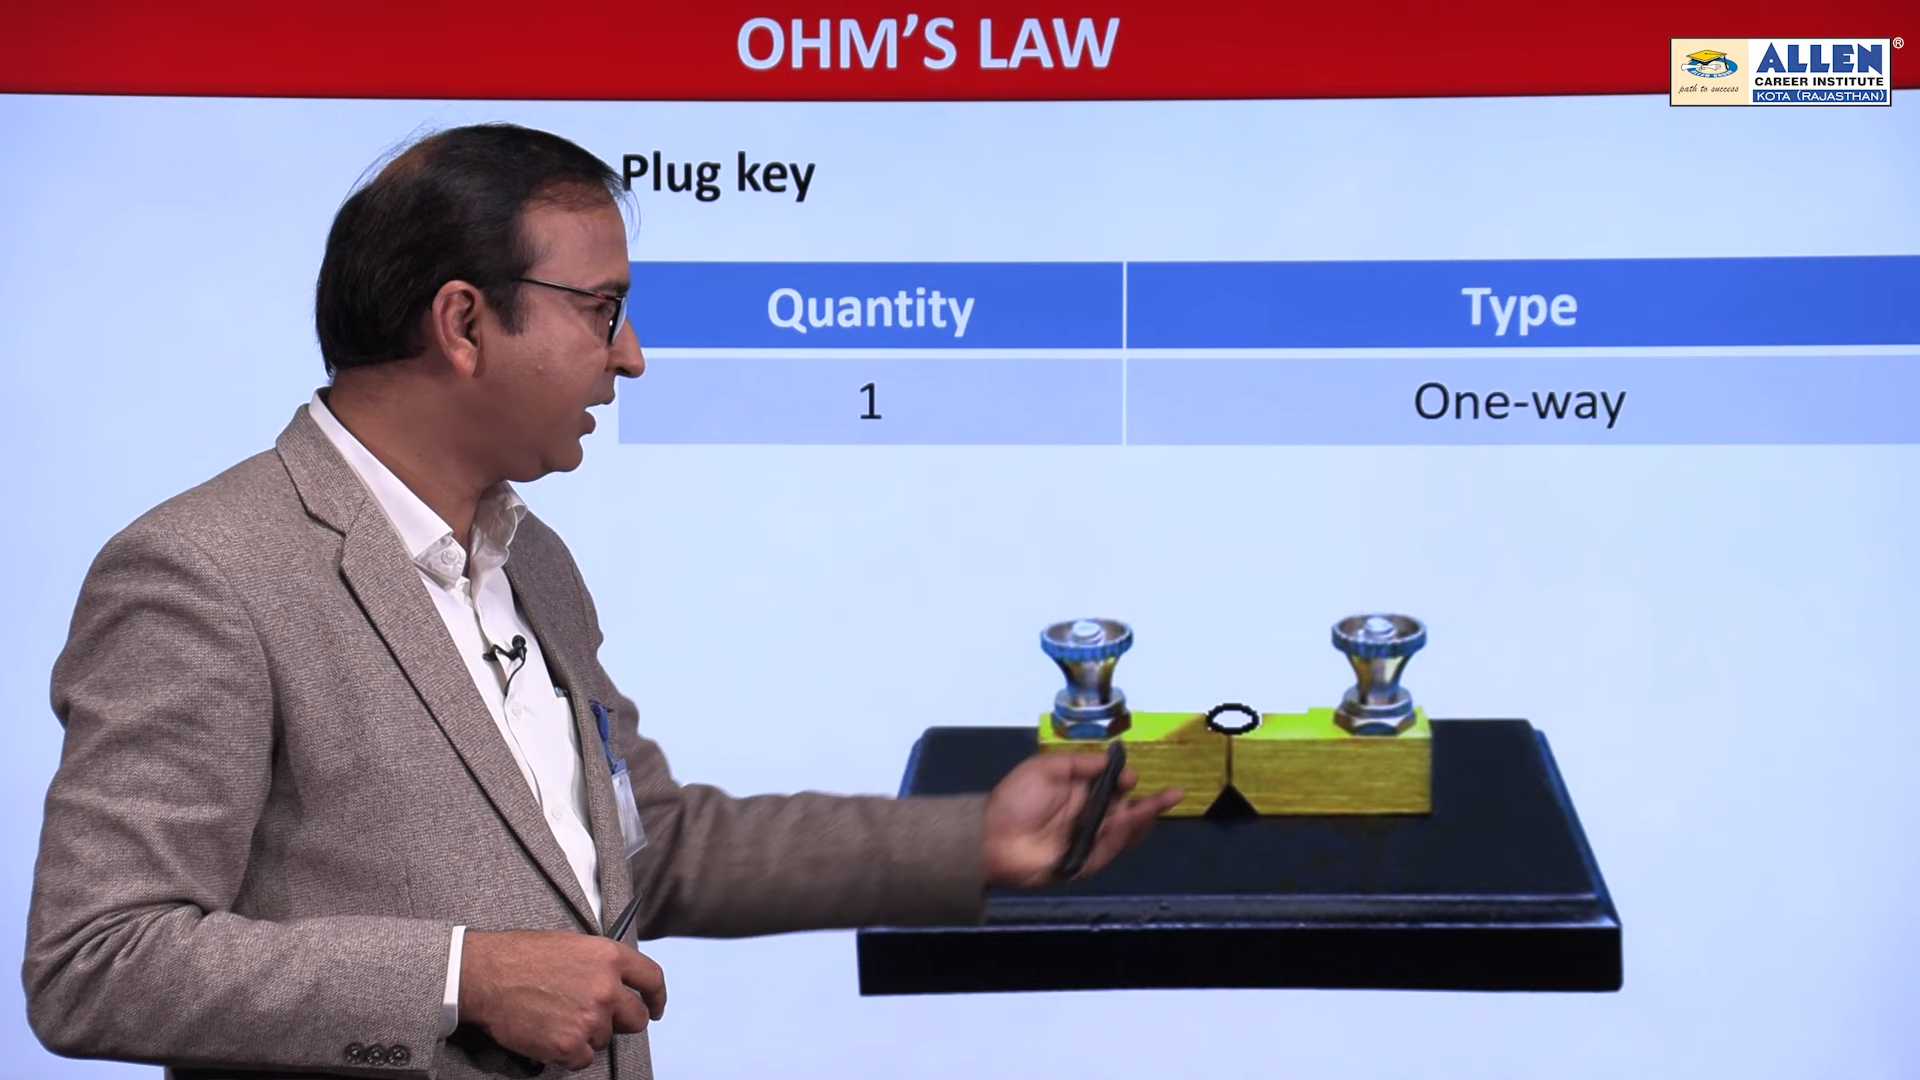 OHM'S LAW
ALLEN
®
CAREER INSTITUTE
path to success
KOTA (RAJASTHAN)
Plug key
Quantity Type
1 One-way